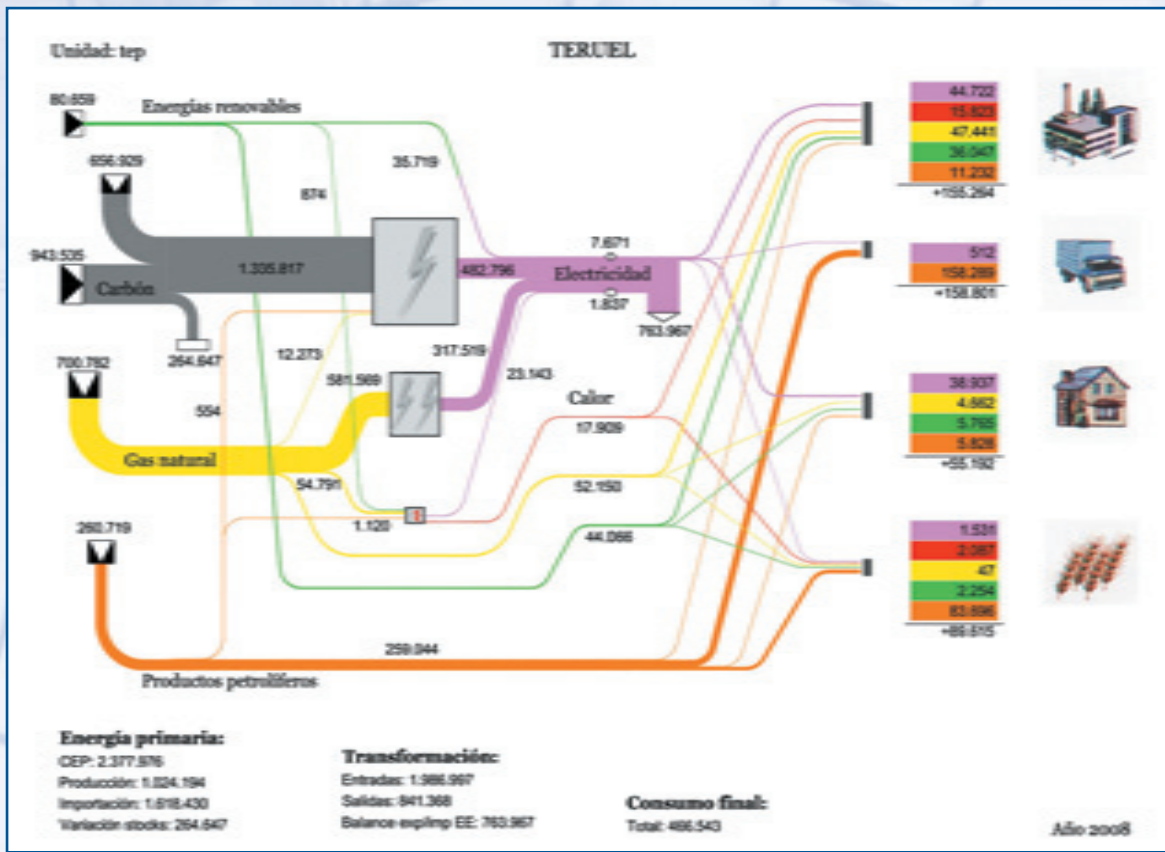 Unidad: tep
TERUEL
80.659
Energías renovables
656.929
874
35.719
943.535
Carbón
1.335.817
264.647
482.796
7.671
Electricidad
1.837
763.967
12.273
317.519
23.143
700.782
581.569
554
Gas natural
54.791
Calor
17.909
52.150
1.120
44.066
260.719
259.044
Productos petrolíferos
44.722
15.823
47.441
36.047
11.232
+155.264
512
158.289
+158.801
38.937
4.662
5.765
5.828
+55.192
1.531
2.087
47
2.254
83.696
+89.615
Energía primaria:
CEP: 2.377.976
Producción: 1.024.194
Importación: 1.618.430
Variación stocks: 264.647
Transformación:
Entradas: 1.986.997
Salidas: 841.368
Balance exp/imp EE: 763.967
Consumo final:
Total: 466.543
Año 2008